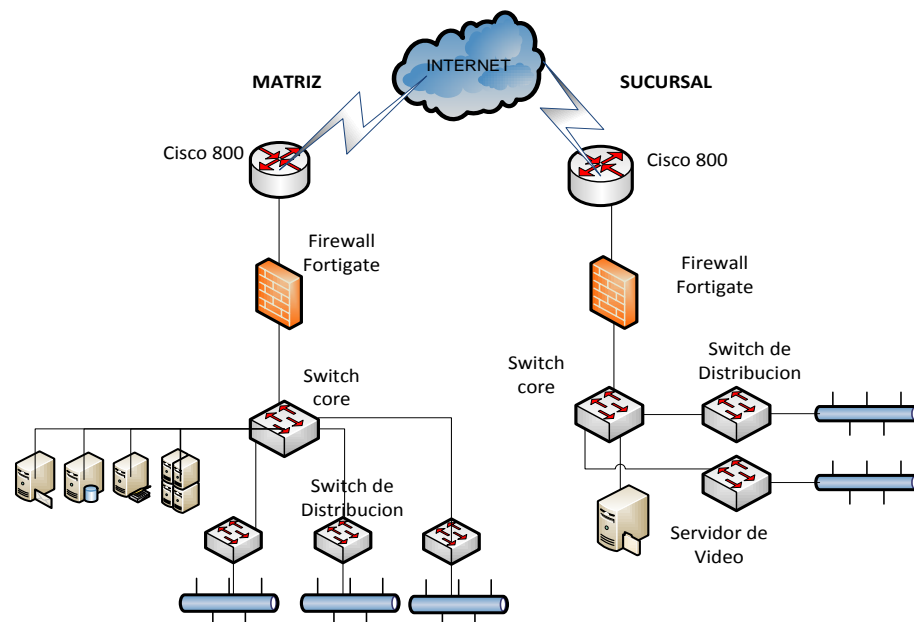 INTERNET
MATRIZ
SUCURSAL
Cisco 800
Cisco 800
Firewall
Fortigate
Firewall
Fortigate
Switch
core
Switch
core
Switch de
Distribucion
Switch de
Distribucion
Servidor de
Video